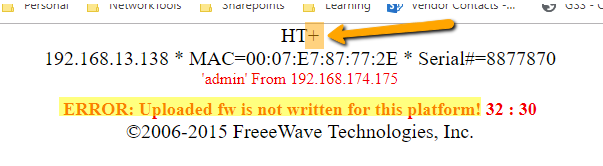 Personal NetworkTools Sharepoints Learning Vendor Contacts -... GSS - C
HT+
192.168.13.138 * MAC=00:07:E7:87:77:2E * Serial#=8877870
'admin' From 192.168.174.175
ERROR: Uploaded fw is not written for this platform! 32 : 30
©2006-2015 FreeeWave Technologies, Inc.